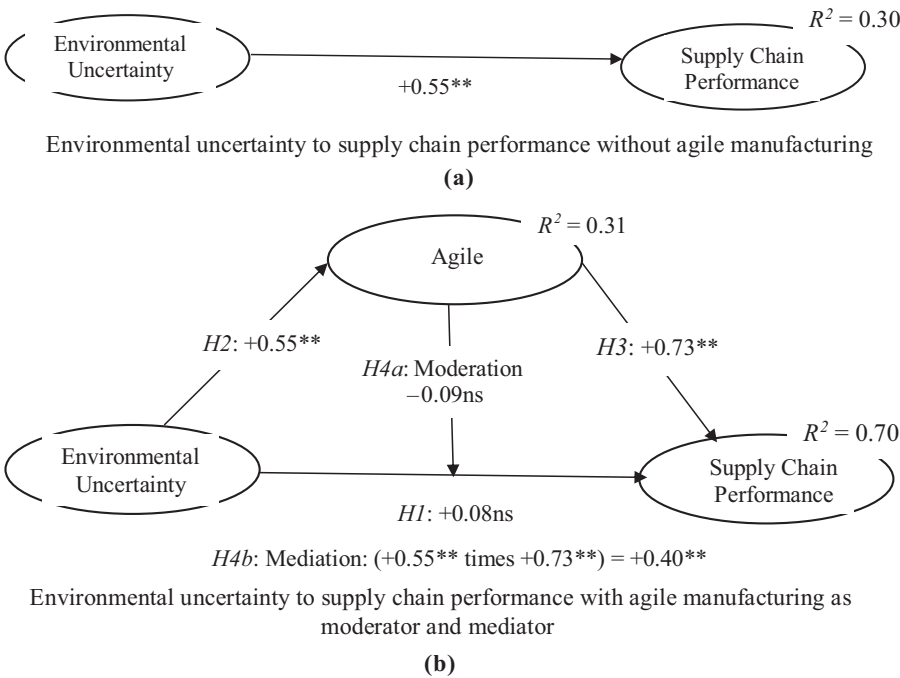 R² = 0.30
Environmental
Uncertainty
Supply Chain
Performance
+0.55**
Environmental uncertainty to supply chain performance without agile manufacturing
(a)
R² = 0.31
Agile
H2: +0.55**
H3: +0.73**
H4a: Moderation
−0.09ns
R² = 0.70
Environmental
Uncertainty
Supply Chain
Performance
H1: +0.08ns
H4b: Mediation: (+0.55** times +0.73**) = +0.40**
Environmental uncertainty to supply chain performance with agile manufacturing as
moderator and mediator
(b)